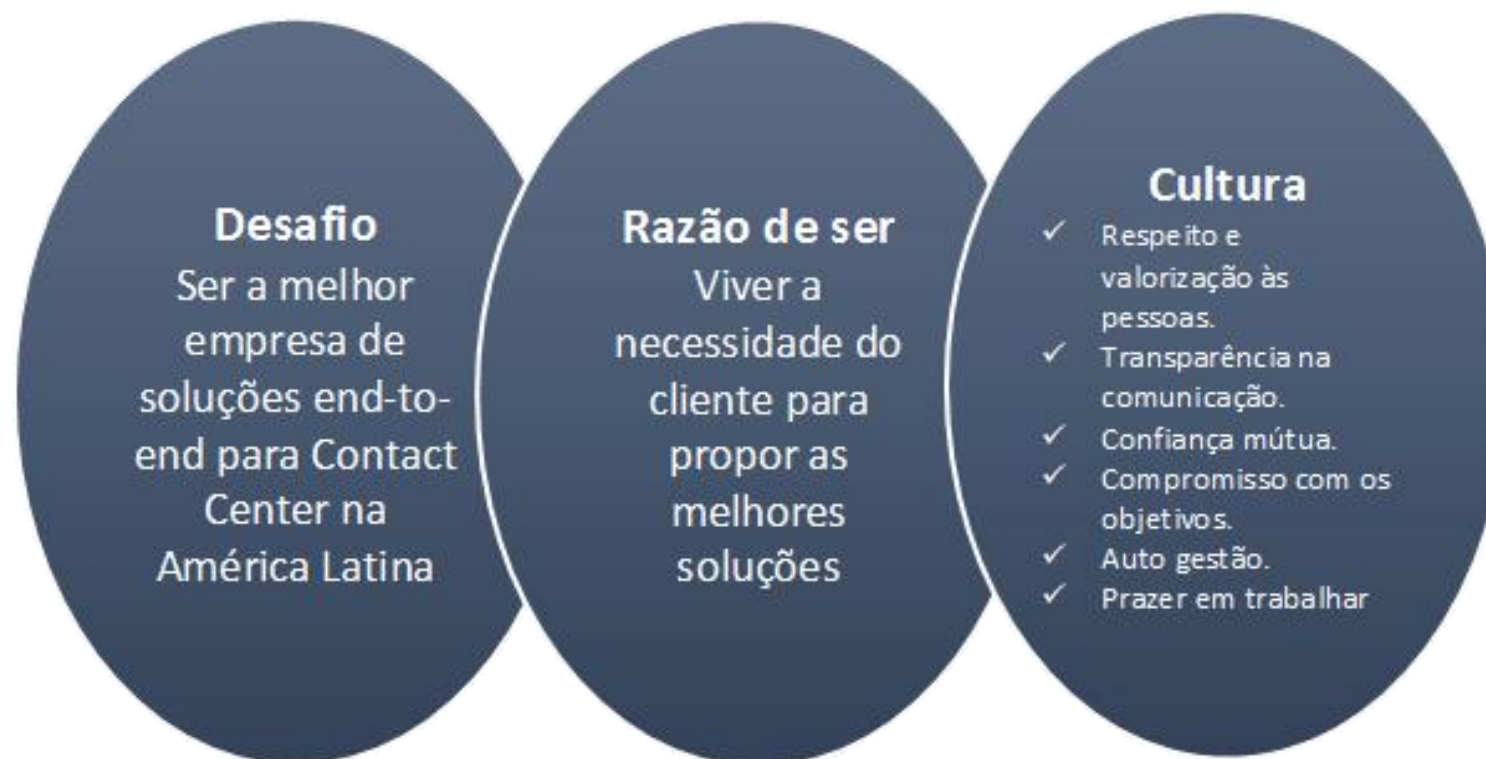 Desafio
Ser a melhor
empresa de
soluções end-to-
end para Contact
Center na
América Latina
Razão de ser
Viver a
necessidade do
cliente para
propor as
melhores
soluções
Cultura
✓ Respeito e
valorização às
pessoas.
✓ Transparência na
comunicação.
✓ Confiança mútua.
✓ Compromisso com os
objetivos.
✓ Auto gestão.
✓ Prazer em trabalhar